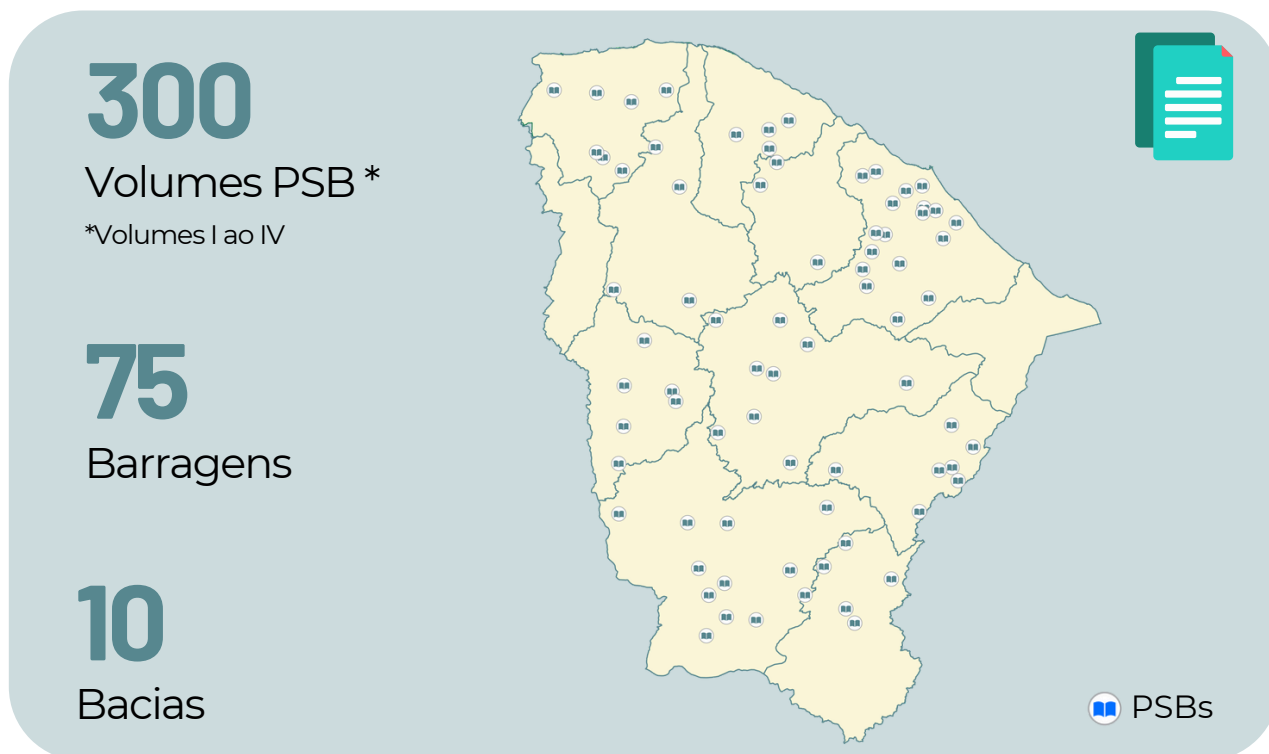 300
Volumes PSB *
*Volumes I ao IV
75
Barragens
10
Bacias
PSBs